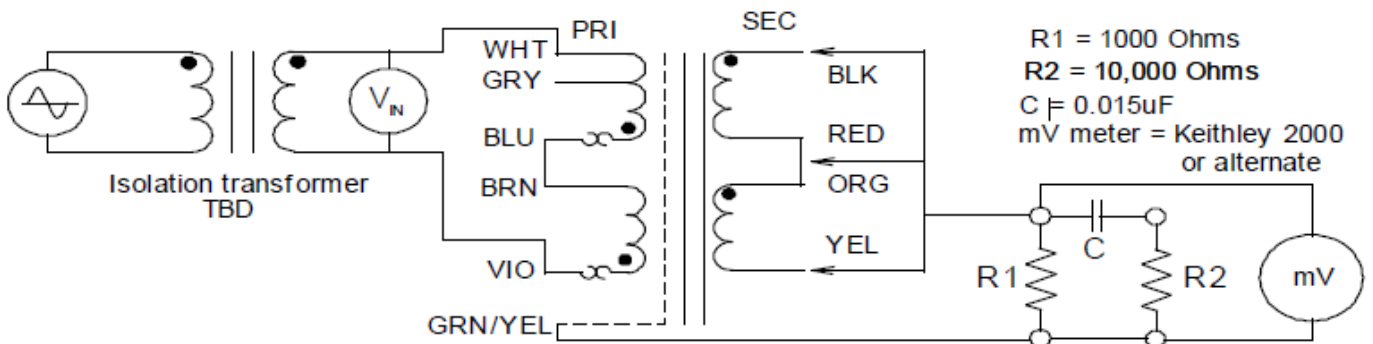 PRI
SEC
WHT
GRY
BLU
BRN
VIO
GRN/YEL
V IN
Isolation transformer
TBD
BLK
RED
ORG
YEL
R1 = 1000 Ohms
R2 = 10,000 Ohms
C = 0.015uF
mV meter = Keithley 2000
or alternate
C
R1
R2
mV